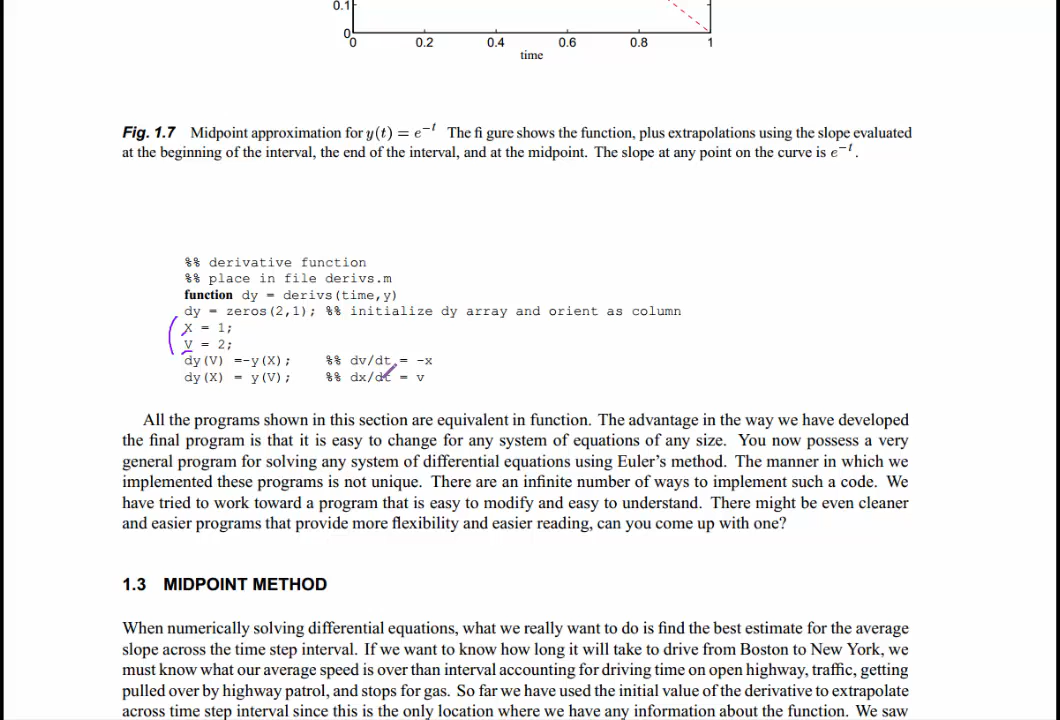 0.1
0
0 0.2 0.4 0.6 0.8 1
time
Fig. 1.7 Midpoint approximation for y(t) = e^{-t} The fi gure shows the function, plus extrapolations using the slope evaluated
at the beginning of the interval, the end of the interval, and at the midpoint. The slope at any point on the curve is e^{-t}.
%% derivative function
%% place in file derivs.m
function dy = derivs(time,y)
dy = zeros(2,1); %% initialize dy array and orient as column
X = 1;
V = 2;
dy(V) =-y(X); %% dv/dt = -x
dy(X) = y(V); %% dx/dt = v
All the programs shown in this section are equivalent in function. The advantage in the way we have developed
the final program is that it is easy to change for any system of equations of any size. You now possess a very
general program for solving any system of differential equations using Euler's method. The manner in which we
implemented these programs is not unique. There are an infinite number of ways to implement such a code. We
have tried to work toward a program that is easy to modify and easy to understand. There might be even cleaner
and easier programs that provide more flexibility and easier reading, can you come up with one?
1.3 MIDPOINT METHOD
When numerically solving differential equations, what we really want to do is find the best estimate for the average
slope across the time step interval. If we want to know how long it will take to drive from Boston to New York, we
must know what our average speed is over than interval accounting for driving time on open highway, traffic, getting
pulled over by highway patrol, and stops for gas. So far we have used the initial value of the derivative to extrapolate
across time step interval since this is the only location where we have any information about the function. We saw